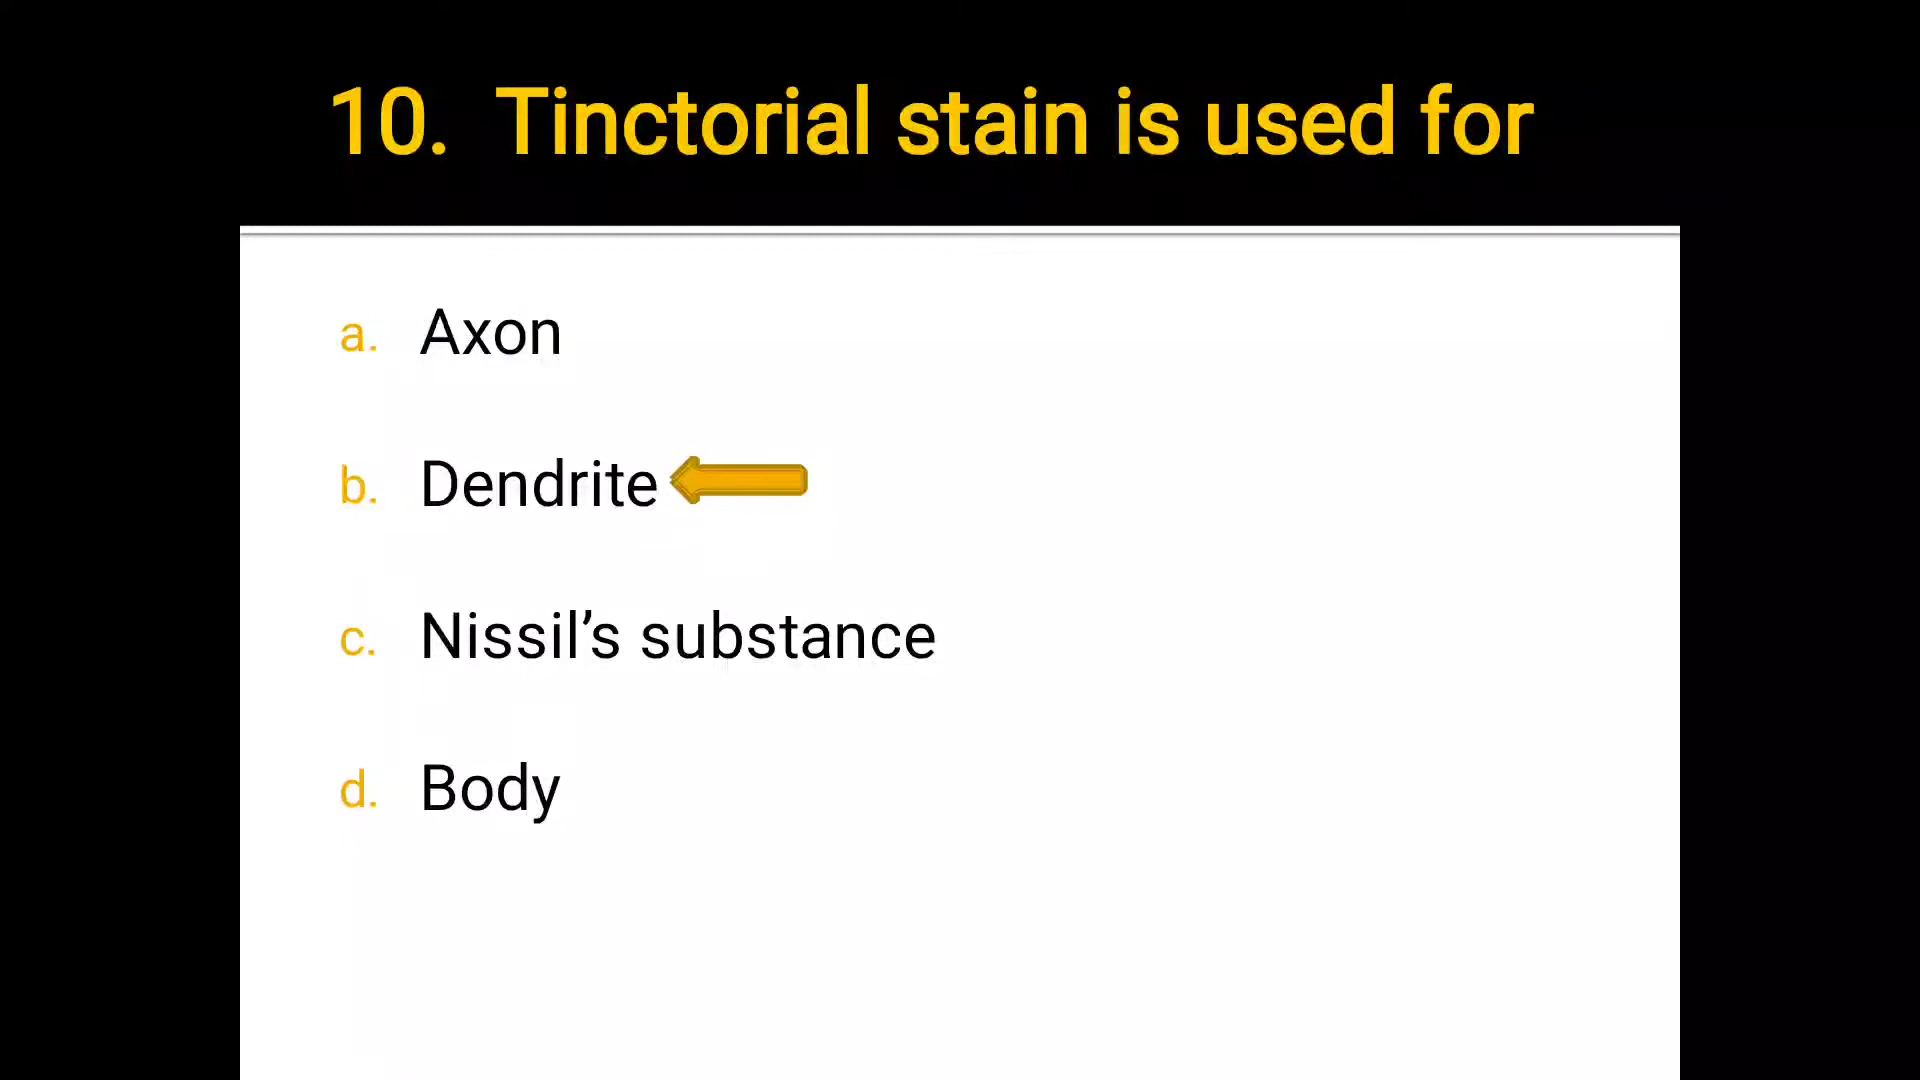 10. Tinctorial stain is used for
a. Axon
b. Dendrite
c. Nissil’s substance
d. Body